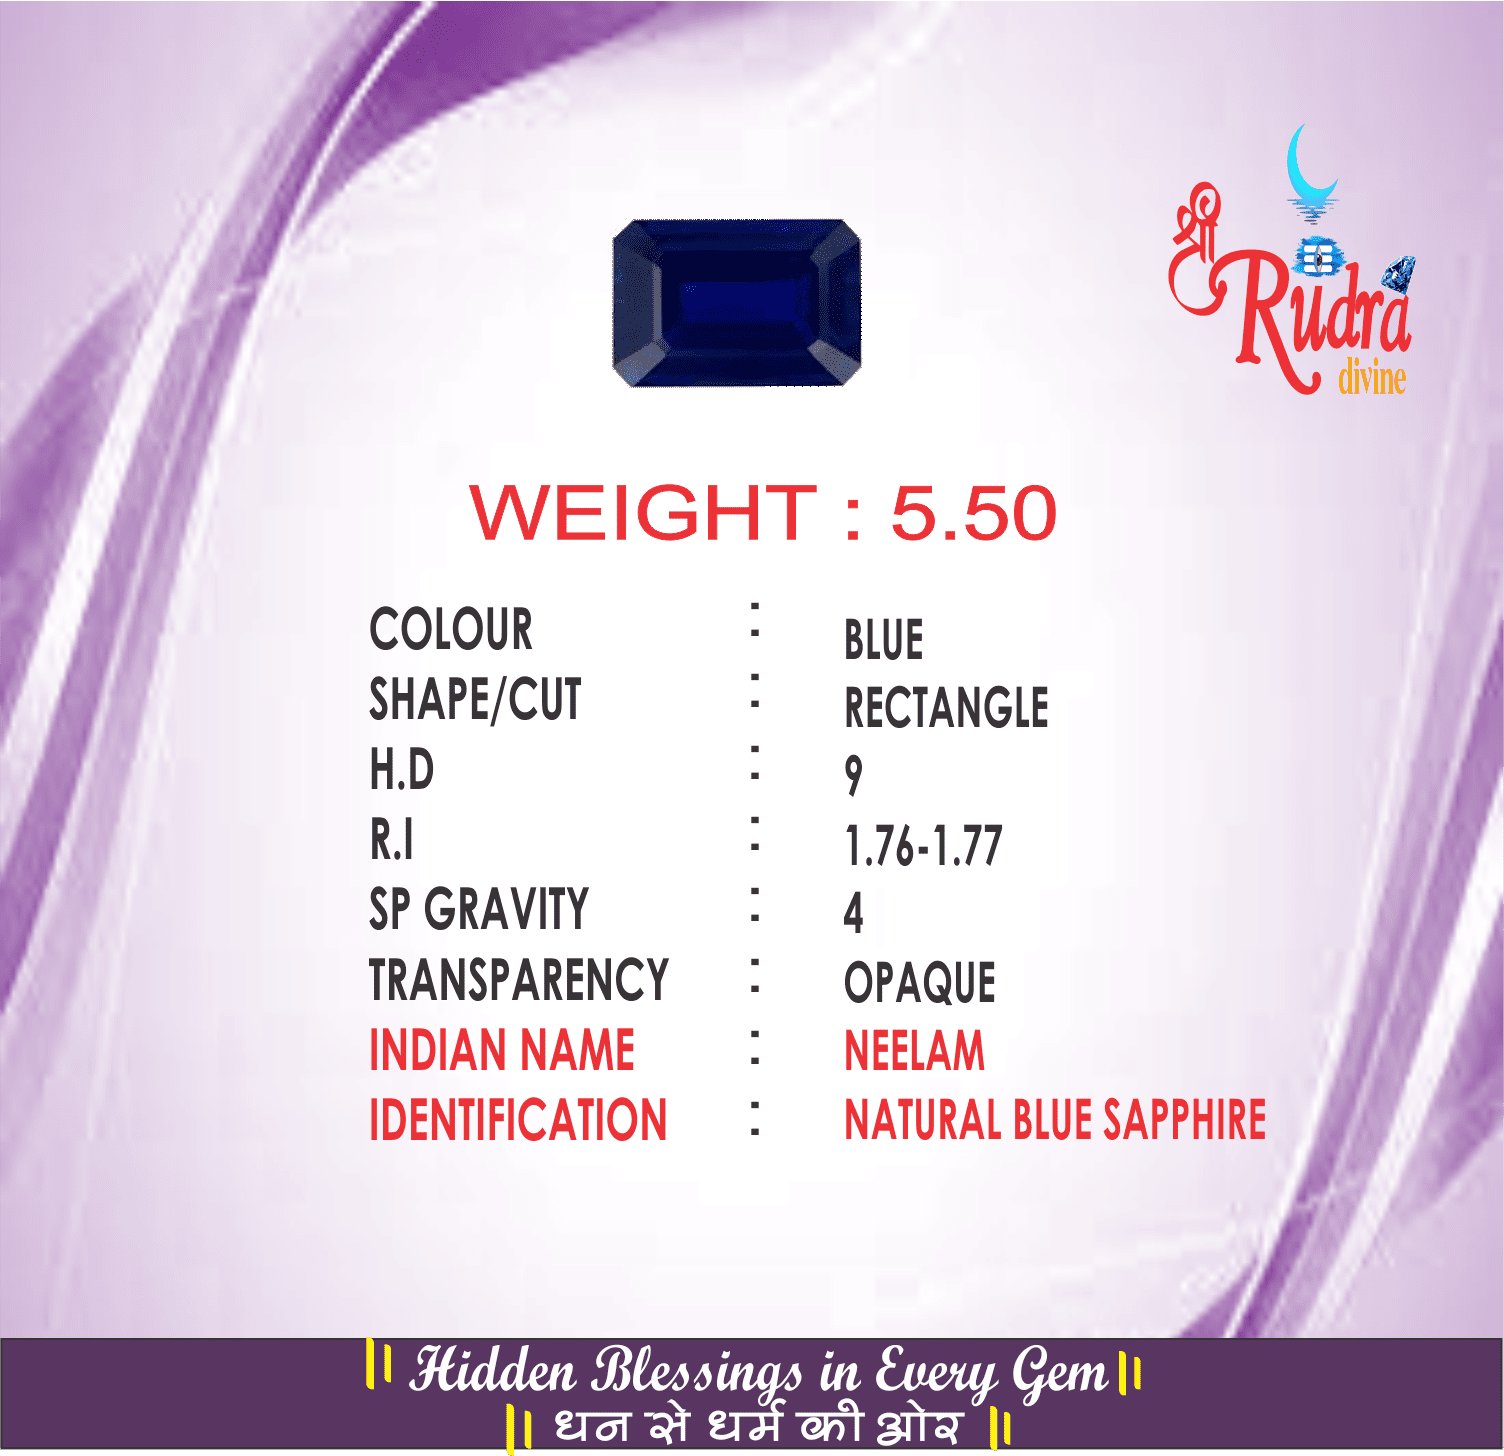 श्री
Rudra
divine
WEIGHT : 5.50
COLOUR : BLUE
SHAPE/CUT : RECTANGLE
H.D : 9
R.I : 1.76-1.77
SP GRAVITY : 4
TRANSPARENCY : OPAQUE
INDIAN NAME : NEELAM
IDENTIFICATION : NATURAL BLUE SAPPHIRE
|| Hidden Blessings in Every Gem ||
|| धन से धर्म की ओर ||